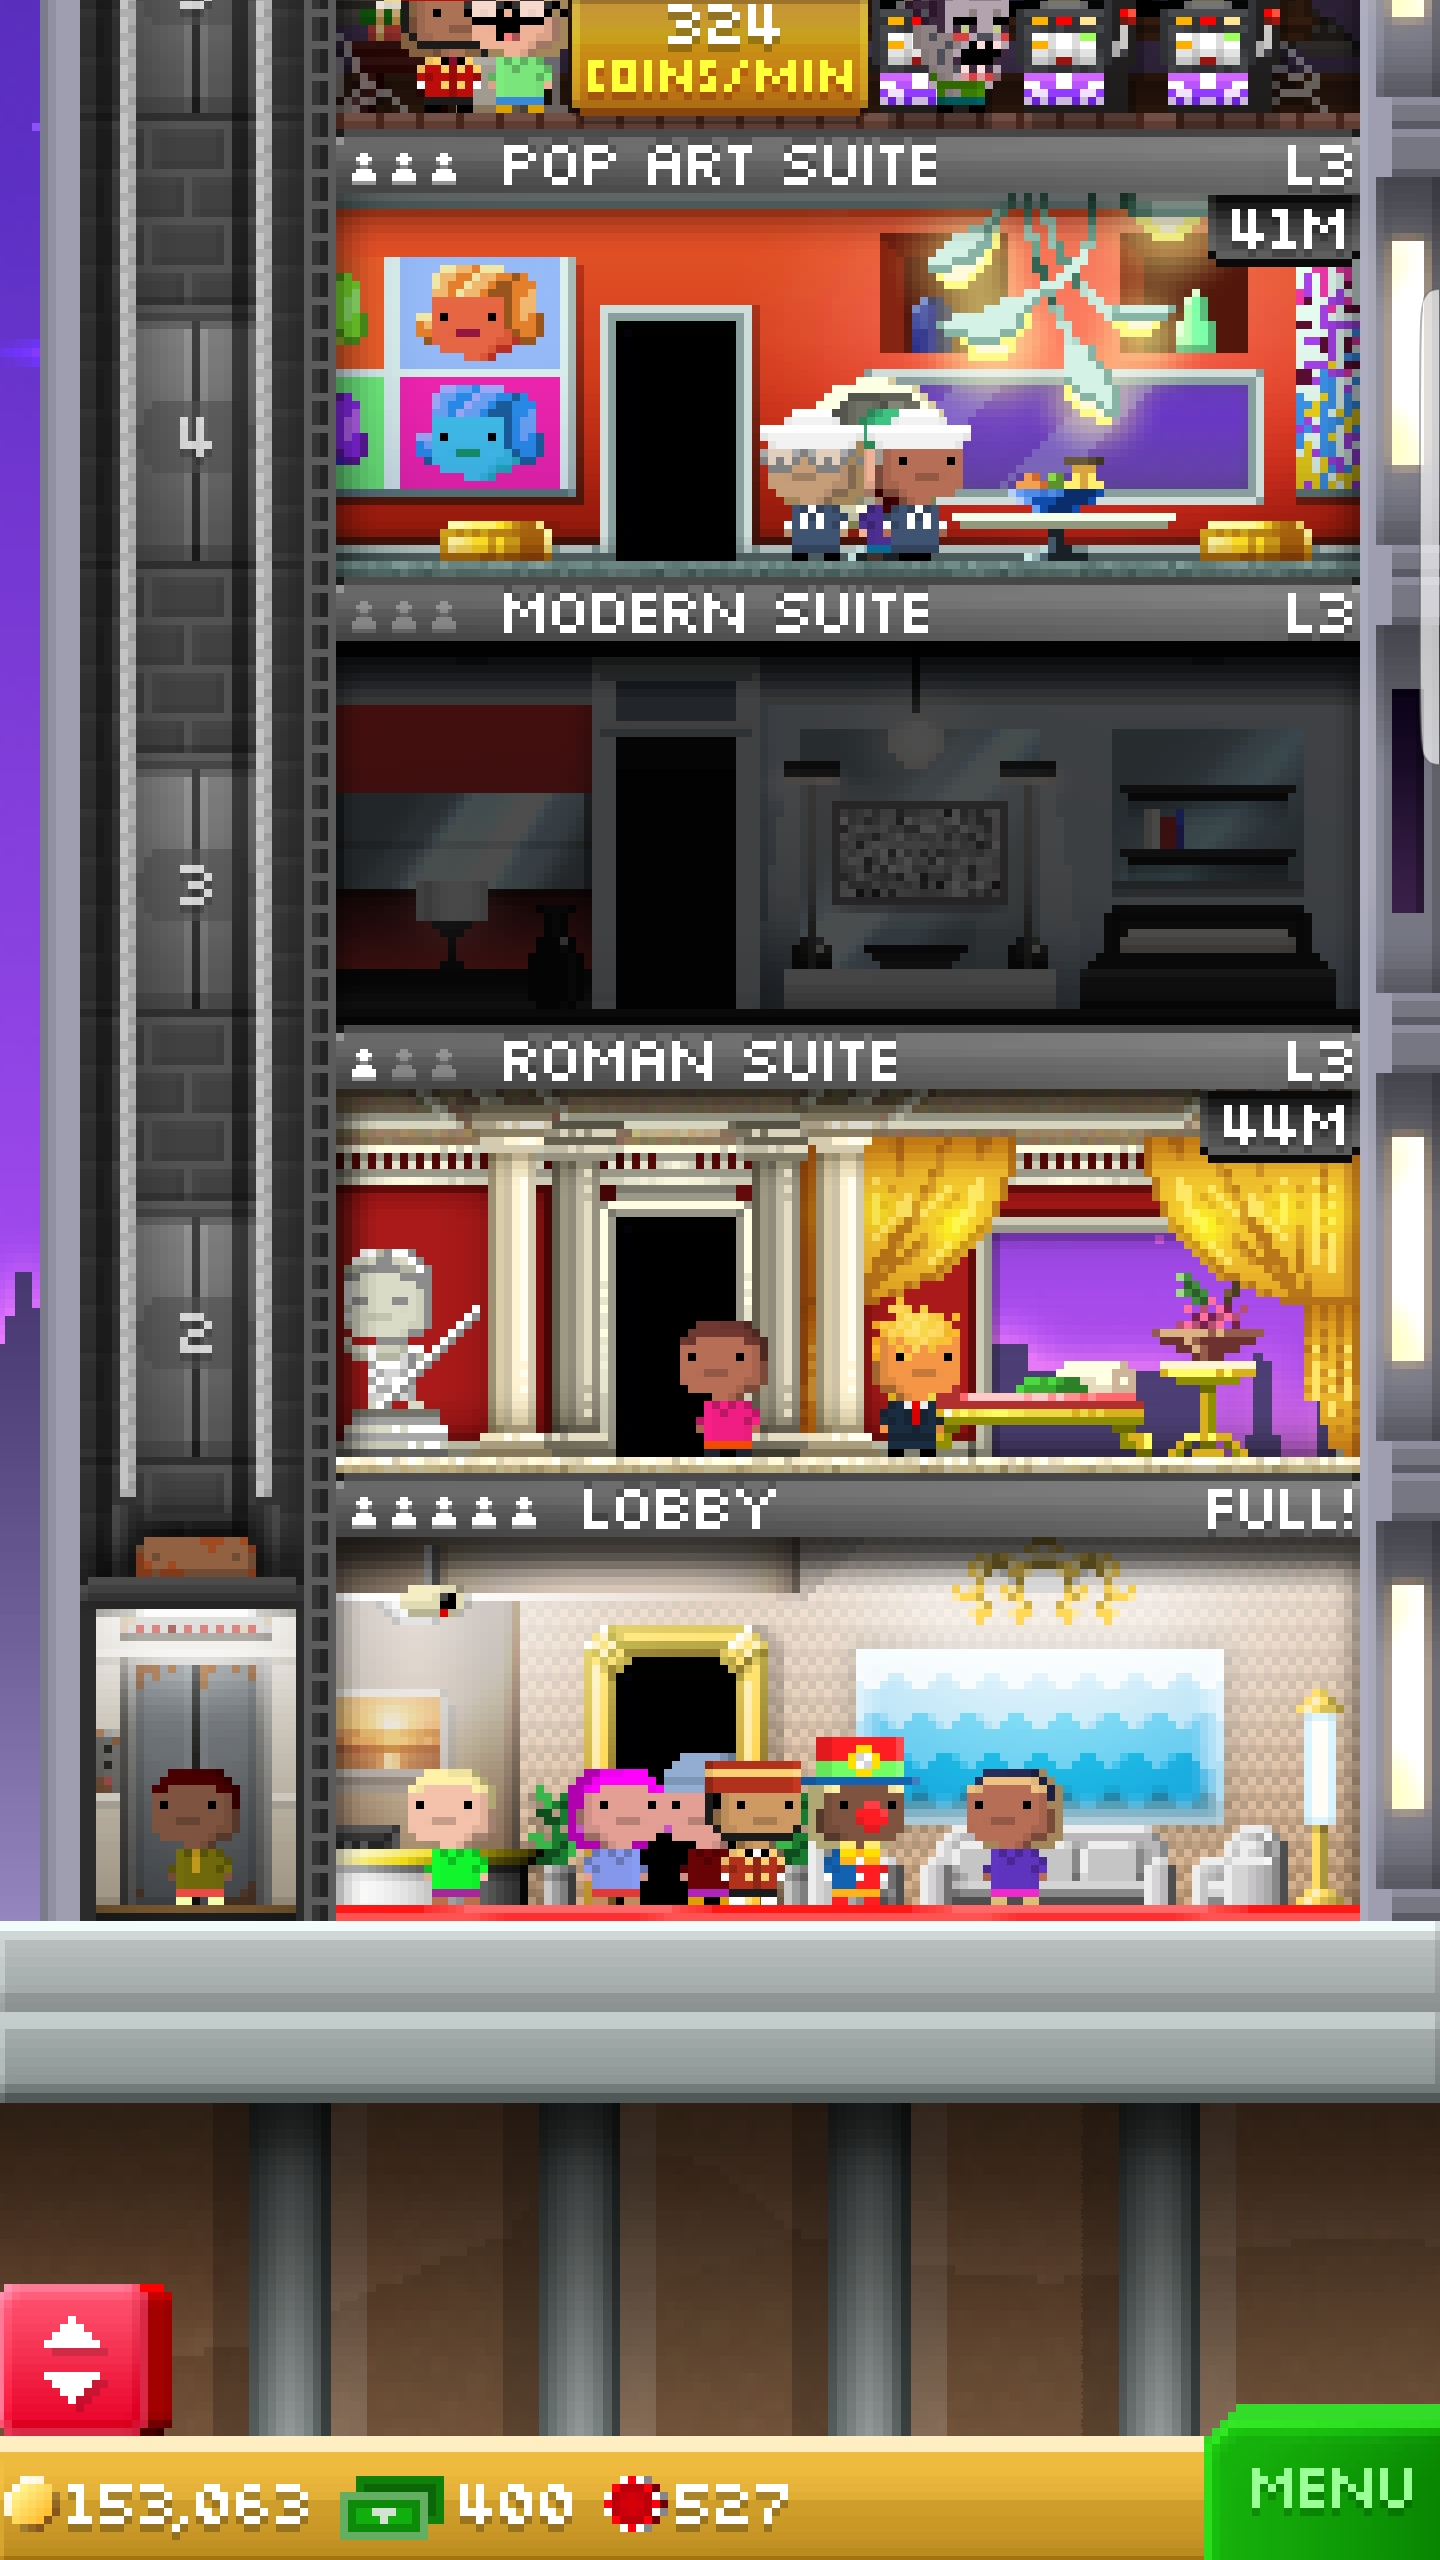 324
COINS/MIN
POP ART SUITE L3
41M
4
MODERN SUITE L3
3
ROMAN SUITE L3
44M
2
LOBBY FULL!
153,063 400 527
MENU